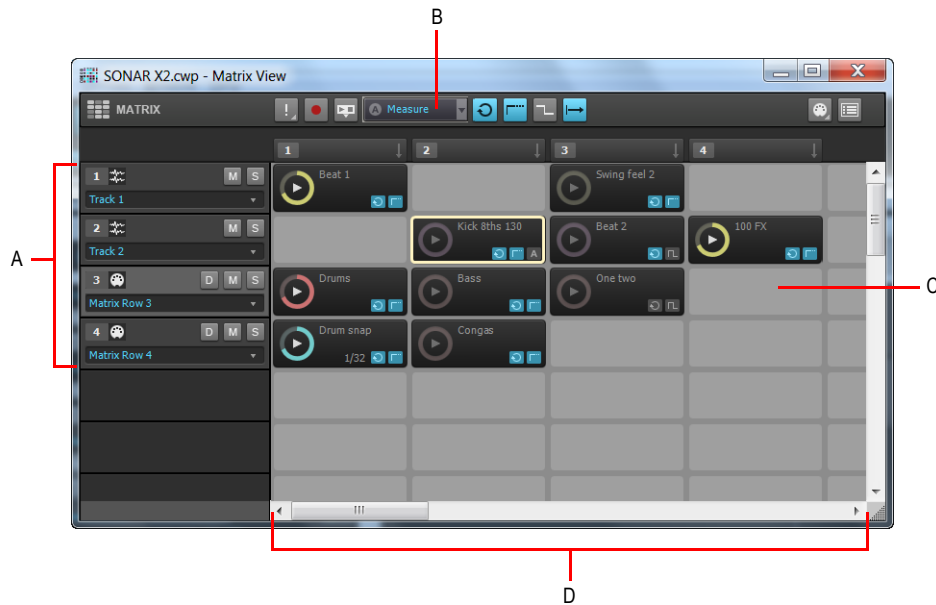 B
SONAR X2.cwp - Matrix View
MATRIX
! A Measure
1 2 3 4
1 M S
Track 1
Beat 1
Swing feel 2
2 M S
Track 2
Kick 8ths 130
A
Beat 2
100 FX
A
3 D M S
Matrix Row 3
Drums
Bass
One two
C
4 D M S
Matrix Row 4
Drum snap
1/32
Congas
D